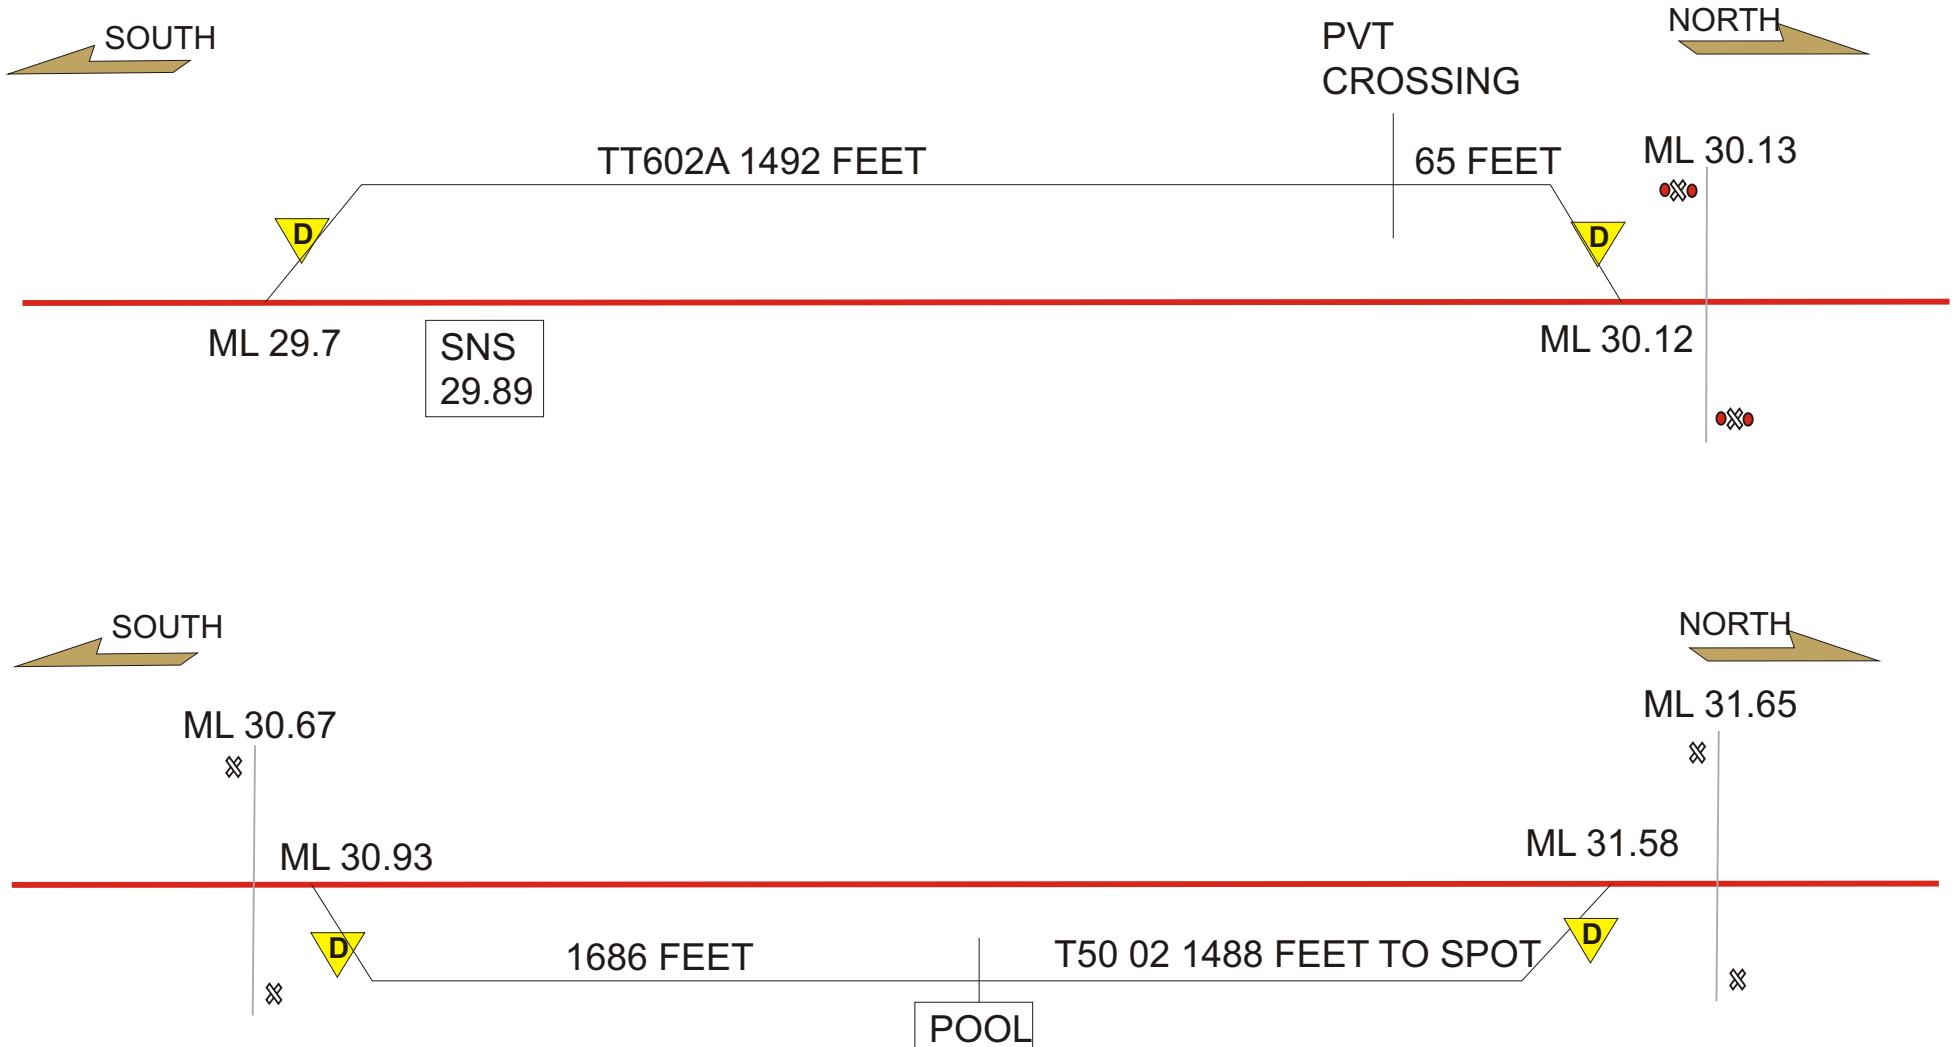 SOUTH
NORTH
PVT
CROSSING
TT602A 1492 FEET
65 FEET
ML 30.13
D
D
ML 29.7
SNS
29.89
ML 30.12
SOUTH
NORTH
ML 30.67
ML 31.65
ML 30.93
ML 31.58
D
1686 FEET
T50 02 1488 FEET TO SPOT
D
POOL